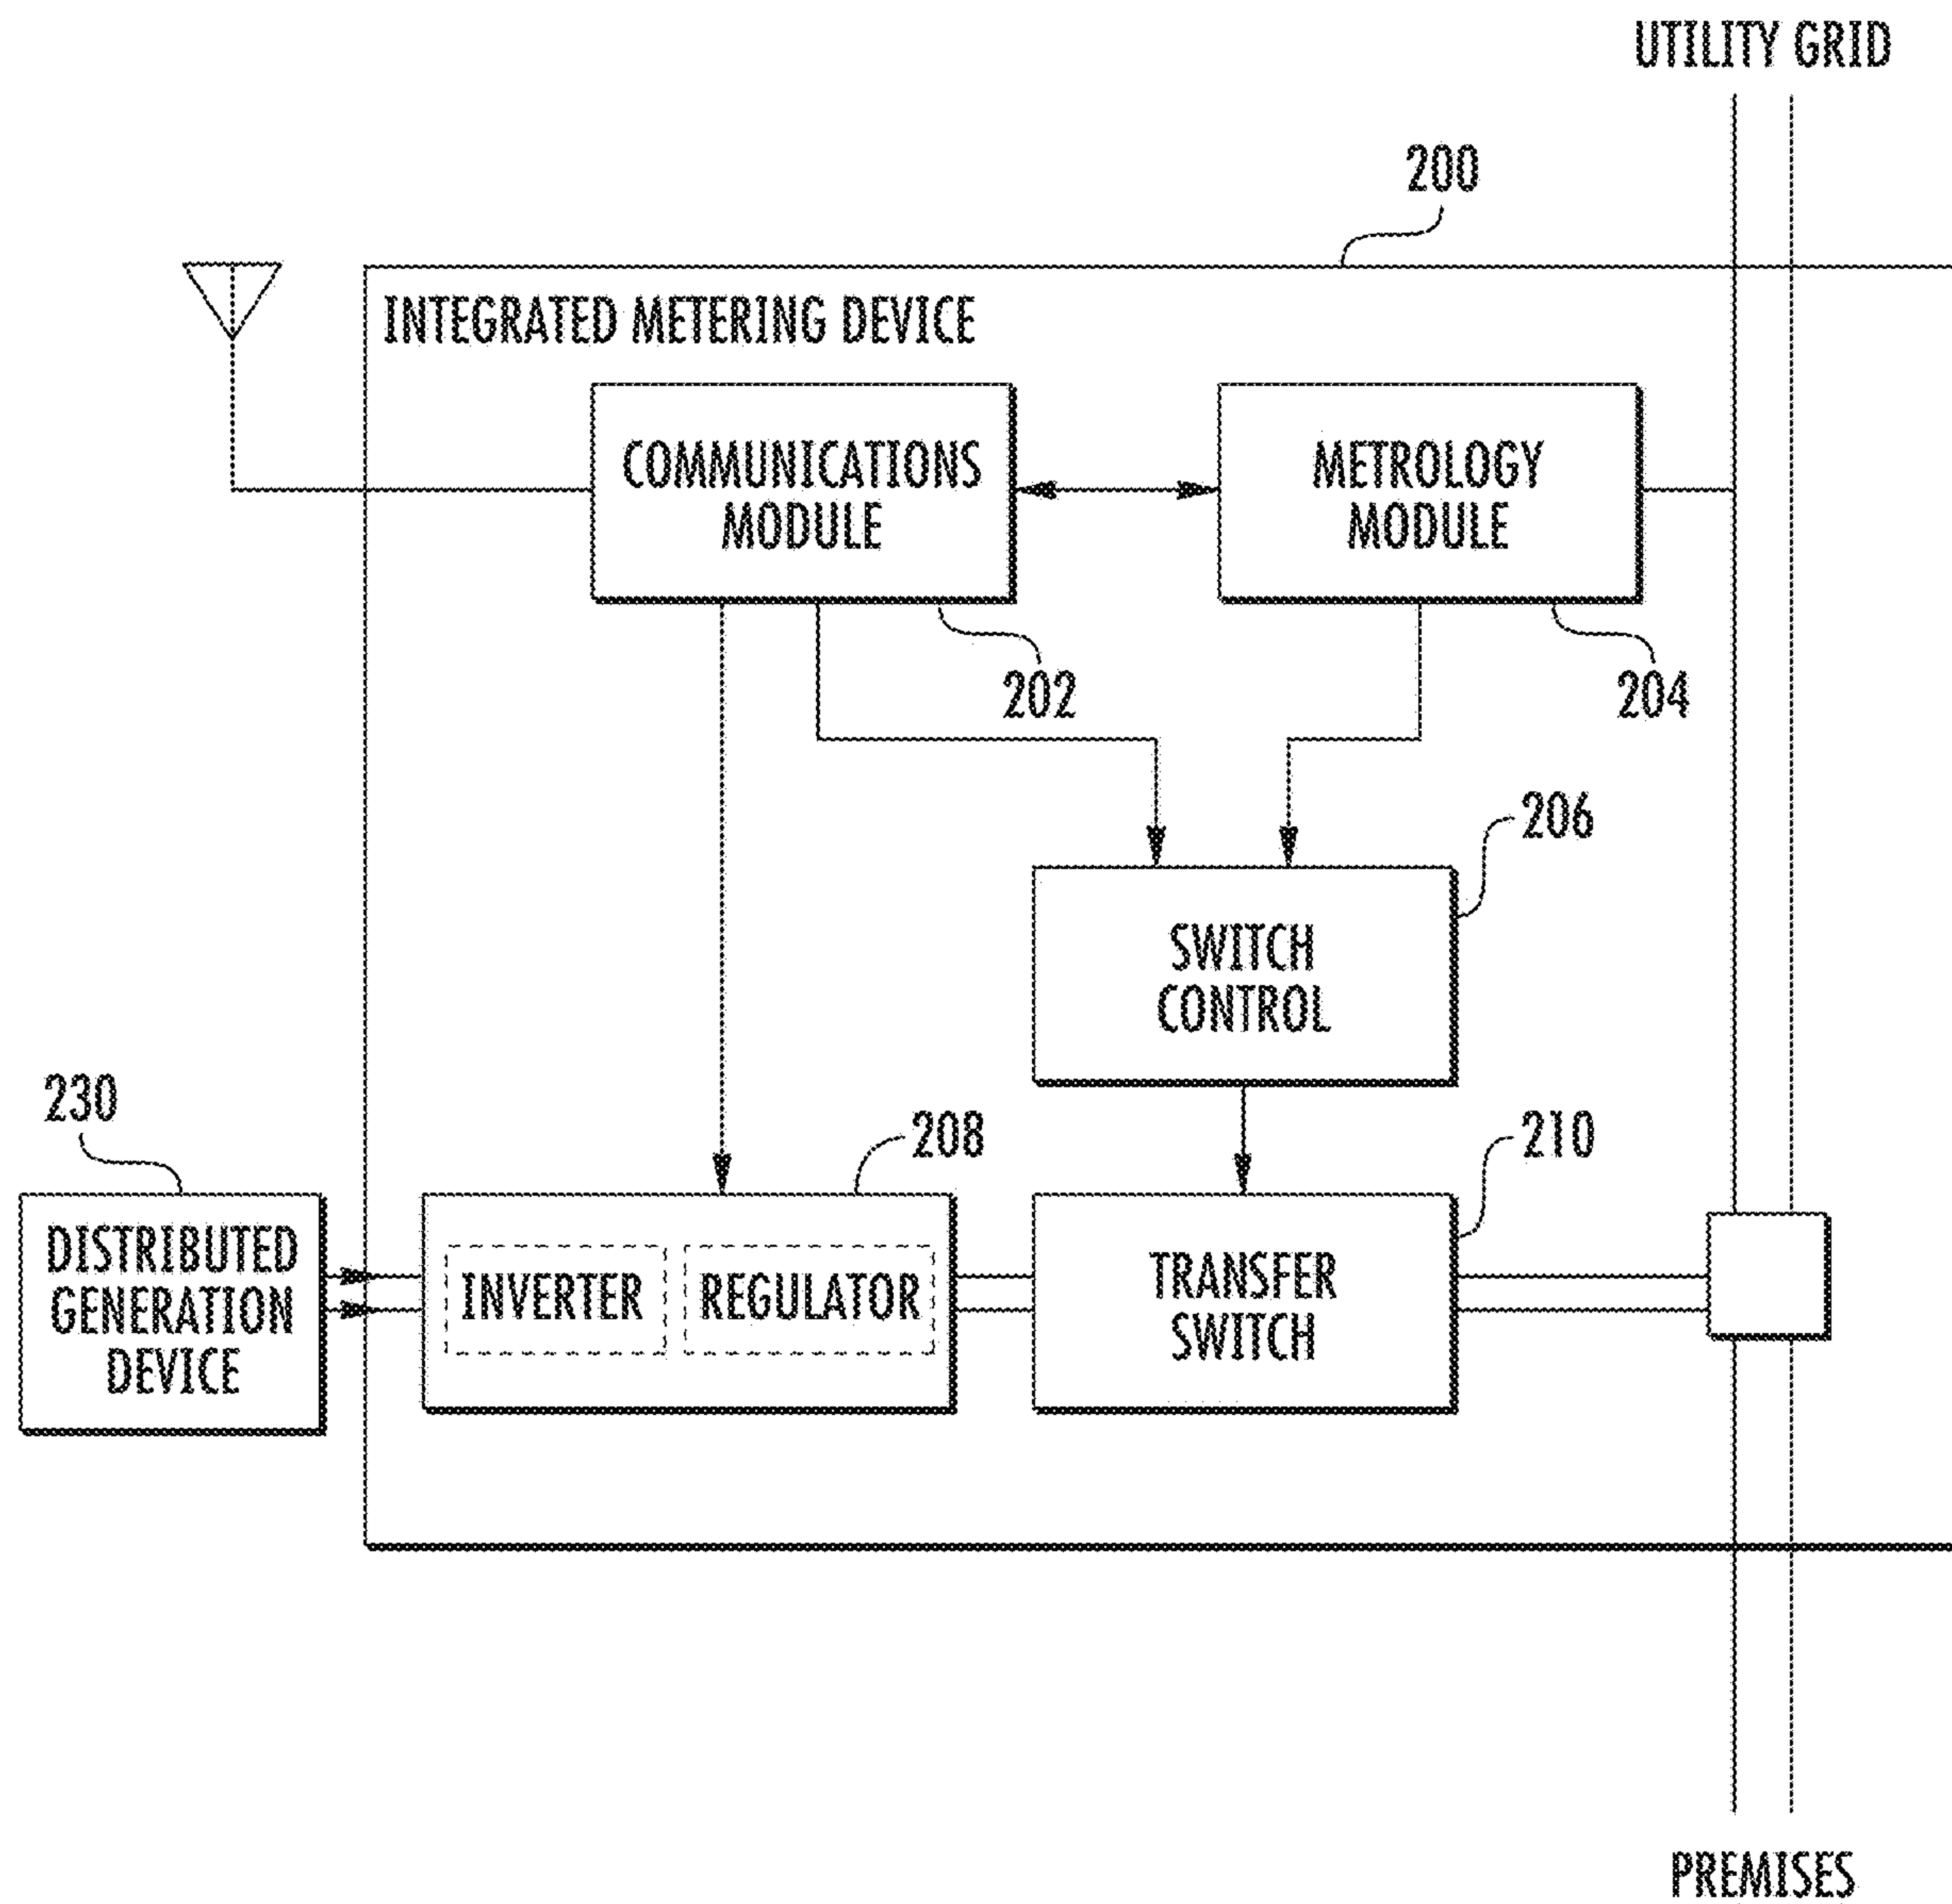 UTILITY GRID
200
INTEGRATED METERING DEVICE
COMMUNICATIONS
MODULE
METROLOGY
MODULE
202
204
206
SWITCH
CONTROL
230
208
210
DISTRIBUTED
GENERATION
DEVICE
INVERTER
REGULATOR
TRANSFER
SWITCH
PREMISES